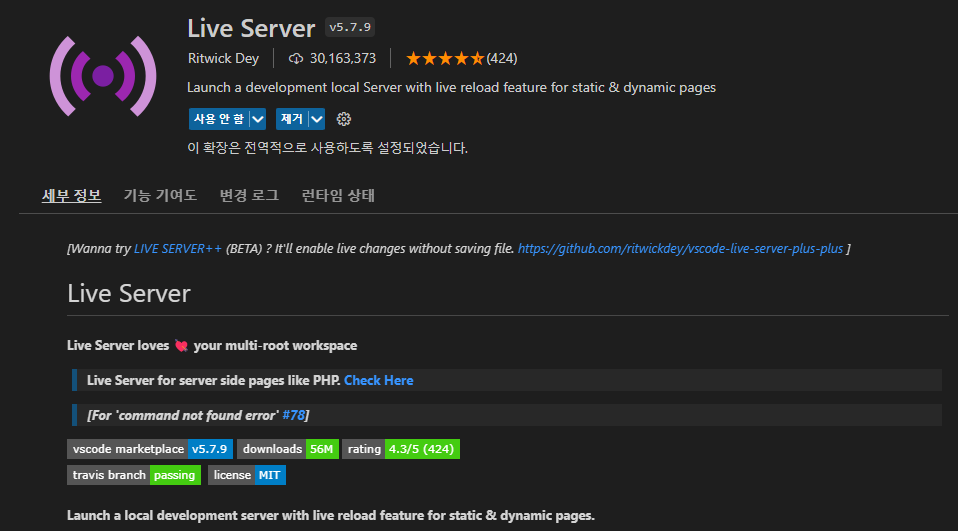 Live Server v5.7.9
Ritwick Dey 30,163,373 (424)
Launch a development local Server with live reload feature for static & dynamic pages
사용 안 함 제거
이 확장은 전역적으로 사용하도록 설정되었습니다.
세부 정보 기능 기여도 변경 로그 런타임 상태
[Wanna try LIVE SERVER++ (BETA) ? It'll enable live changes without saving file. https://github.com/ritwickdey/vscode-live-server-plus-plus ]
Live Server
Live Server loves 💘 your multi-root workspace
Live Server for server side pages like PHP. Check Here
[For 'command not found error' #78]
vscode marketplace v5.7.9 downloads 56M rating 4.3/5 (424)
travis branch passing license MIT
Launch a local development server with live reload feature for static & dynamic pages.